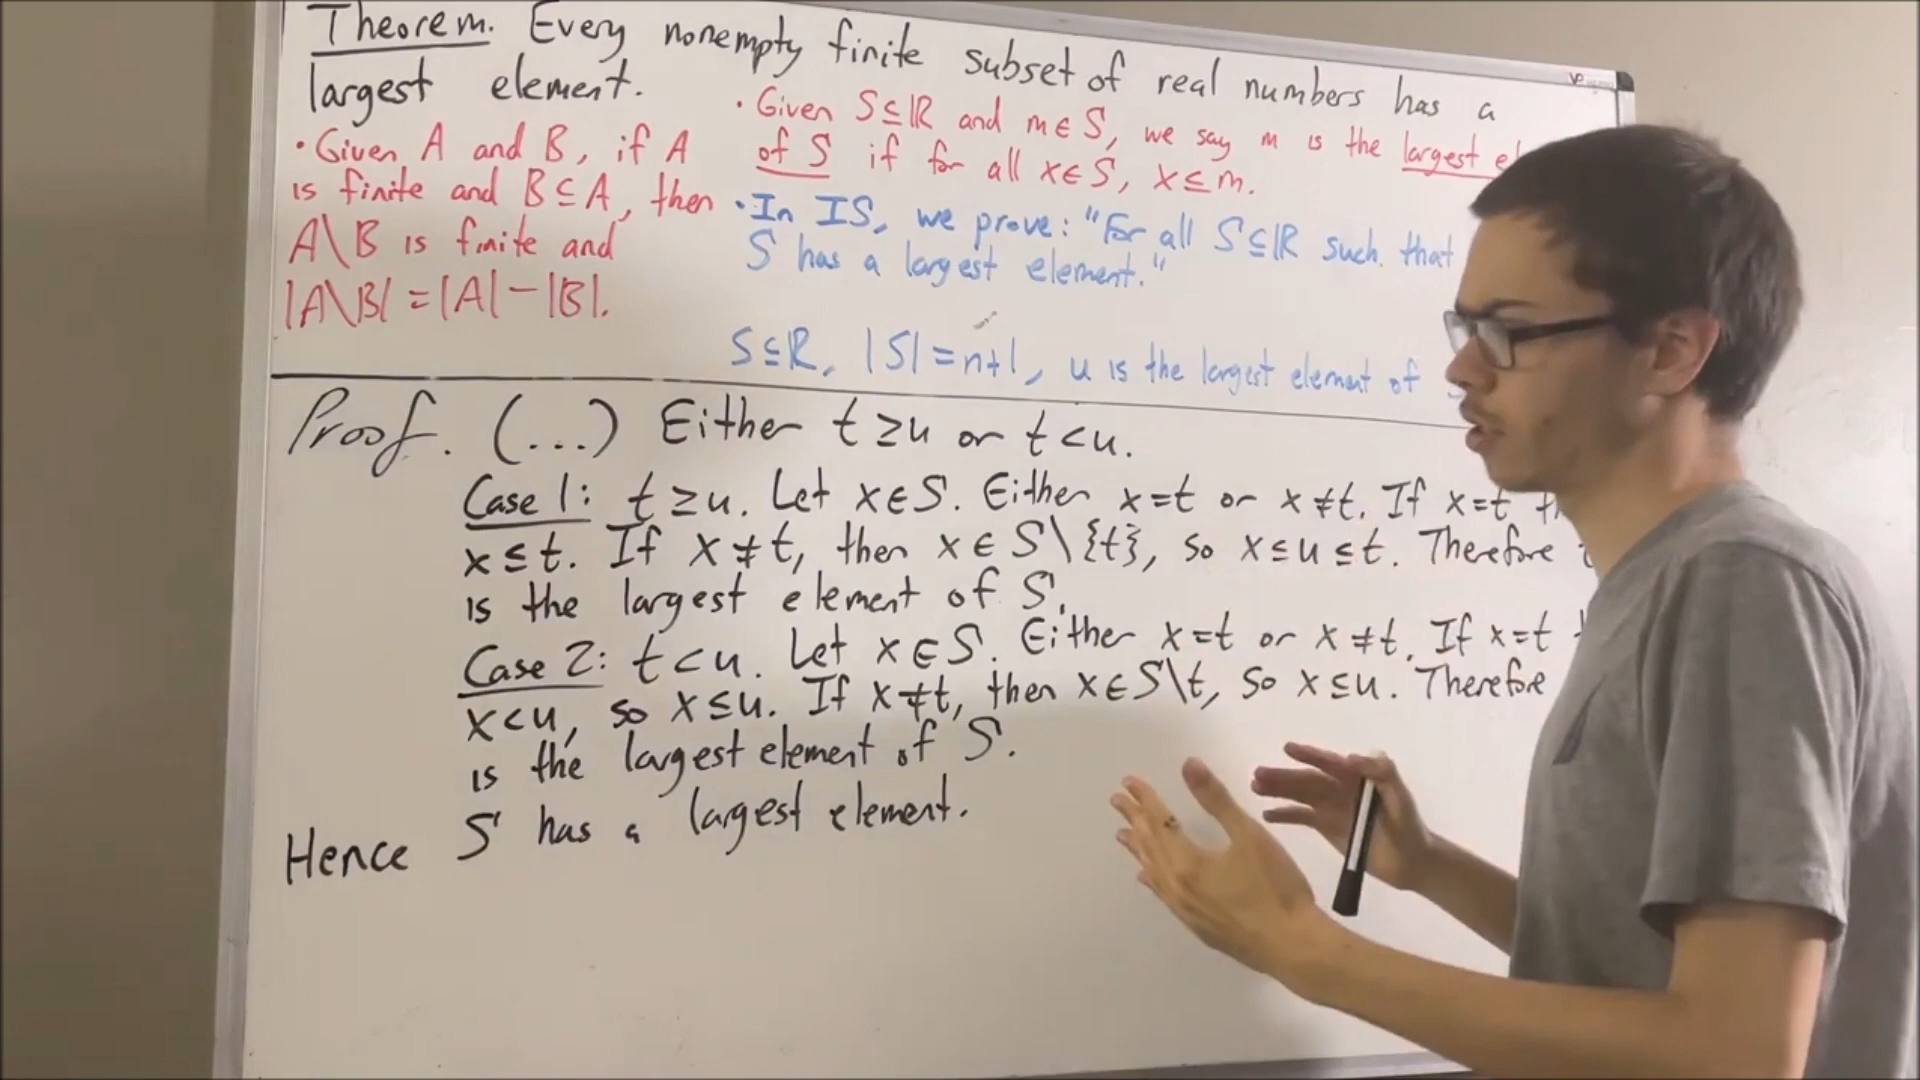 Theorem. Every nonempty finite subset of real numbers has a
largest element.
• Given A and B, if A
is finite and B⊆A, then
A\B is finite and
|A\B| = |A| - |B|.
• Given S⊆ℝ and m∈S, we say m is the largest
of S if for all x∈S, x≤m.
• In IS, we prove: "For all S⊆ℝ such that
S has a largest element."
S⊆ℝ, |S|=n+1, u is the largest element of
Proof. (...) Either t≥u or t<u.
Case 1: t≥u. Let x∈S. Either x=t or x≠t. If x=t
x≤t. If x≠t, then x∈S\{t}, so x≤u≤t. Therefore
is the largest element of S.
Case 2: t<u. Let x∈S. Either x=t or x≠t. If x=t
x<u, so x≤u. If x≠t, then x∈S\t, so x≤u. Therefore
is the largest element of S.
Hence S has a largest element.